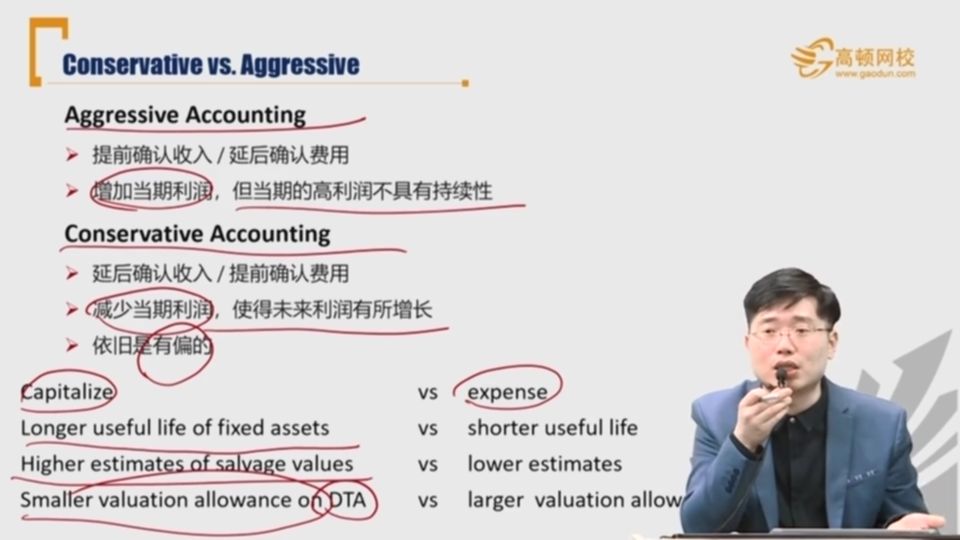 Conservative vs. Aggressive
高顿网校
www.gaodun.com
Aggressive Accounting
提前确认收入 / 延后确认费用
增加当期利润，但当期的高利润不具有持续性
Conservative Accounting
延后确认收入 / 提前确认费用
减少当期利润，使得未来利润有所增长
依旧是有偏的
Capitalize vs expense
Longer useful life of fixed assets vs shorter useful life
Higher estimates of salvage values vs lower estimates
Smaller valuation allowance on DTA vs larger valuation allow